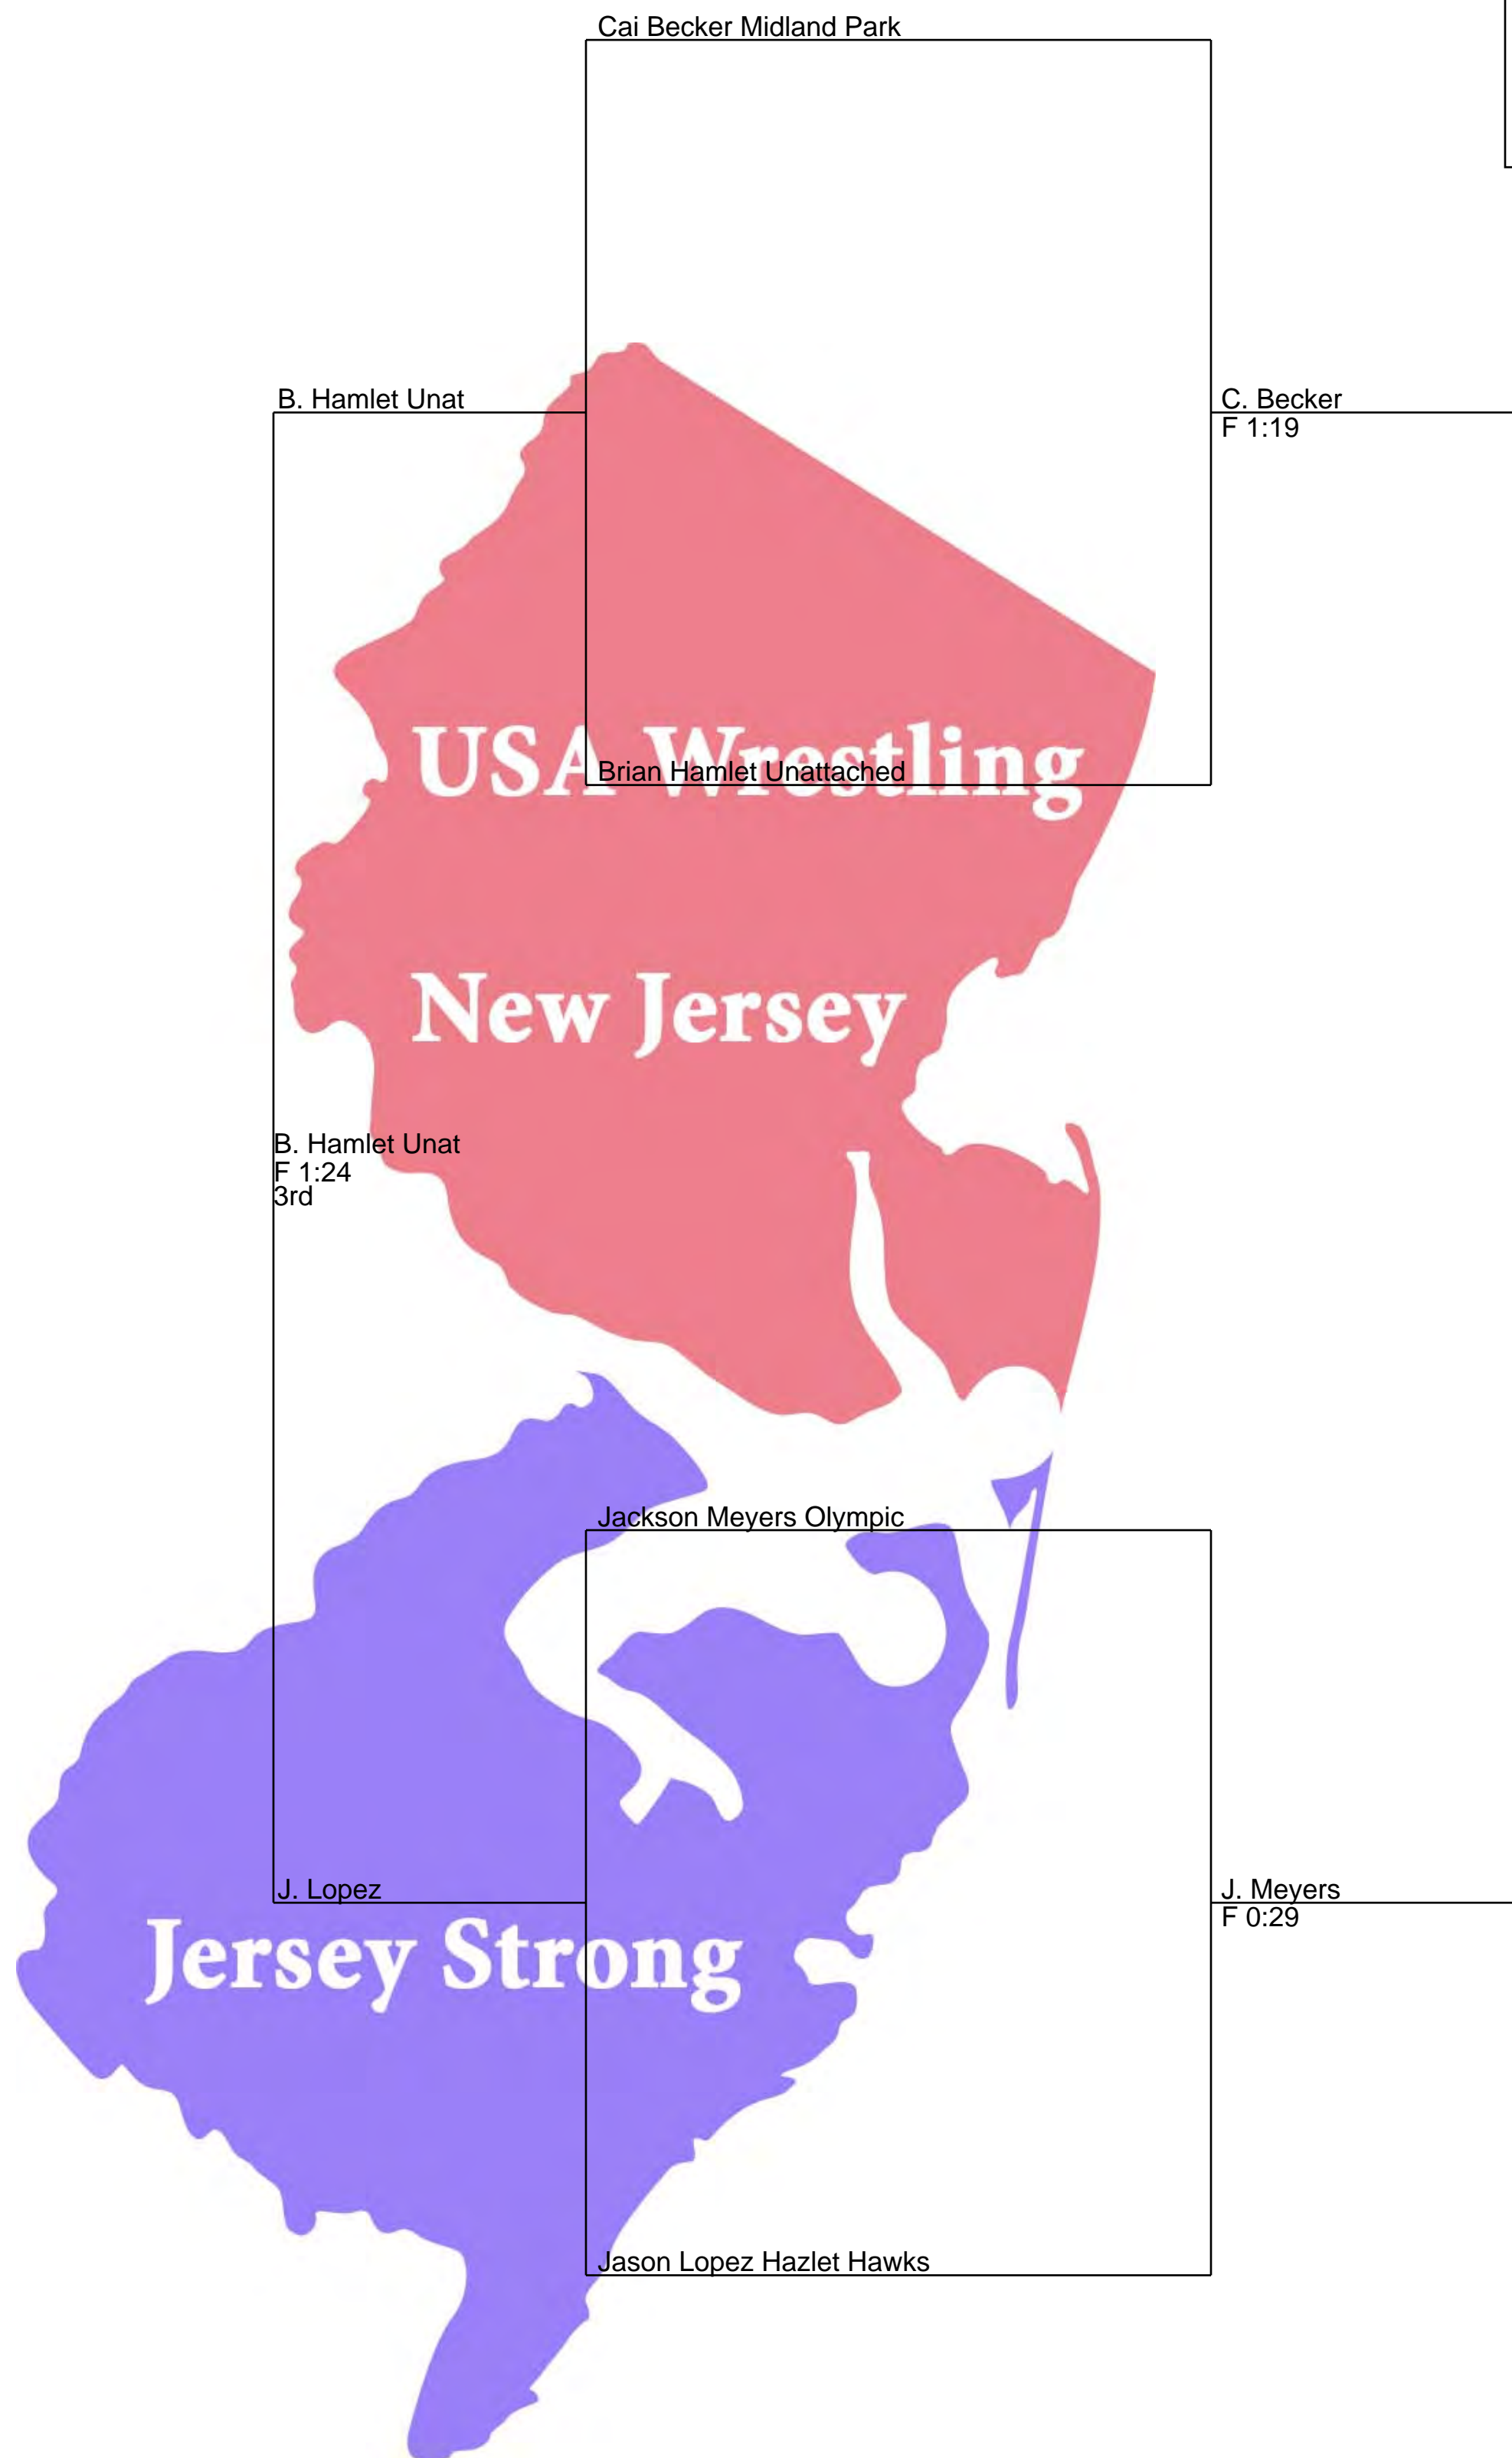 Cai Becker Midland Park
B. Hamlet Unat
C. Becker
F 1:19
USA Wrestling
Brian Hamlet Unattached
New Jersey
B. Hamlet Unat
F 1:24
3rd
Jackson Meyers Olympic
J. Lopez
J. Meyers
F 0:29
Jersey Strong
Jason Lopez Hazlet Hawks